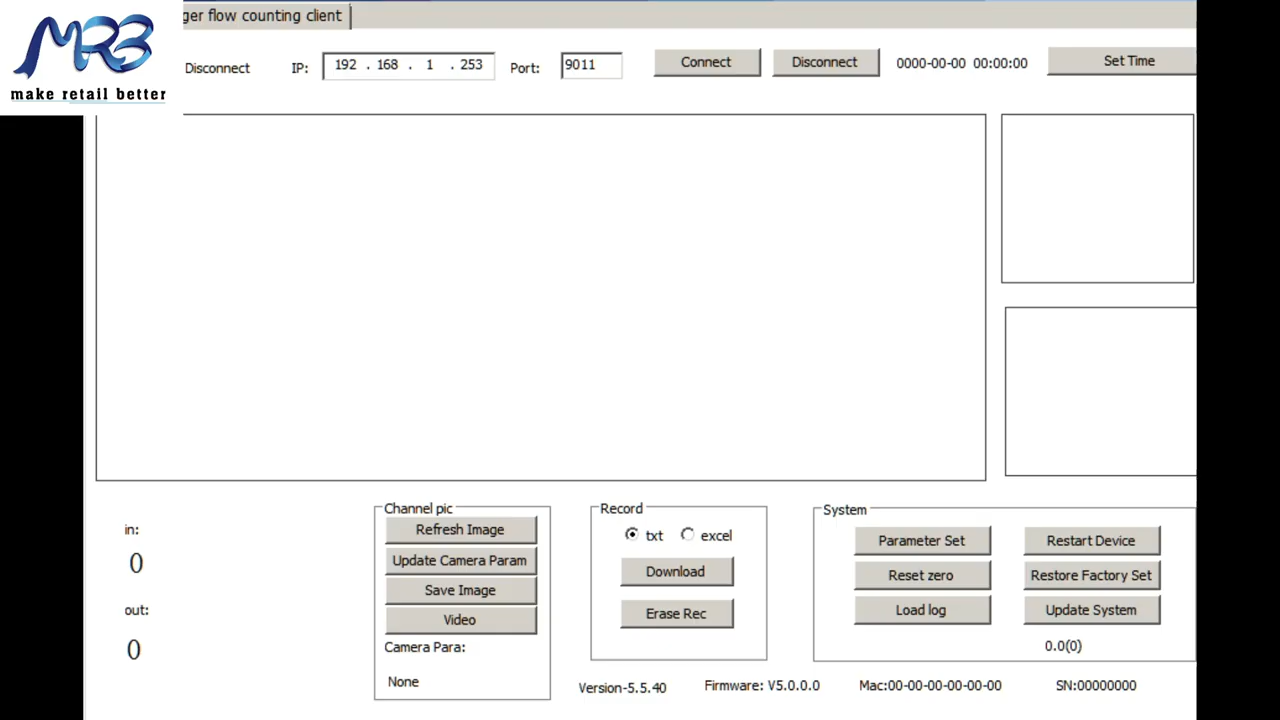 MRB
make retail better
ger flow counting client
Disconnect IP: 192 . 168 . 1 . 253 Port: 9011 Connect Disconnect 0000-00-00 00:00:00 Set Time
in:
0
out:
0
Channel pic
Refresh Image
Update Camera Param
Save Image
Video
Camera Para:
None
Record
txt excel
Download
Erase Rec
System
Parameter Set Restart Device
Reset zero Restore Factory Set
Load log Update System
0.0(0)
Version-5.5.40 Firmware: V5.0.0.0 Mac:00-00-00-00-00-00 SN:00000000